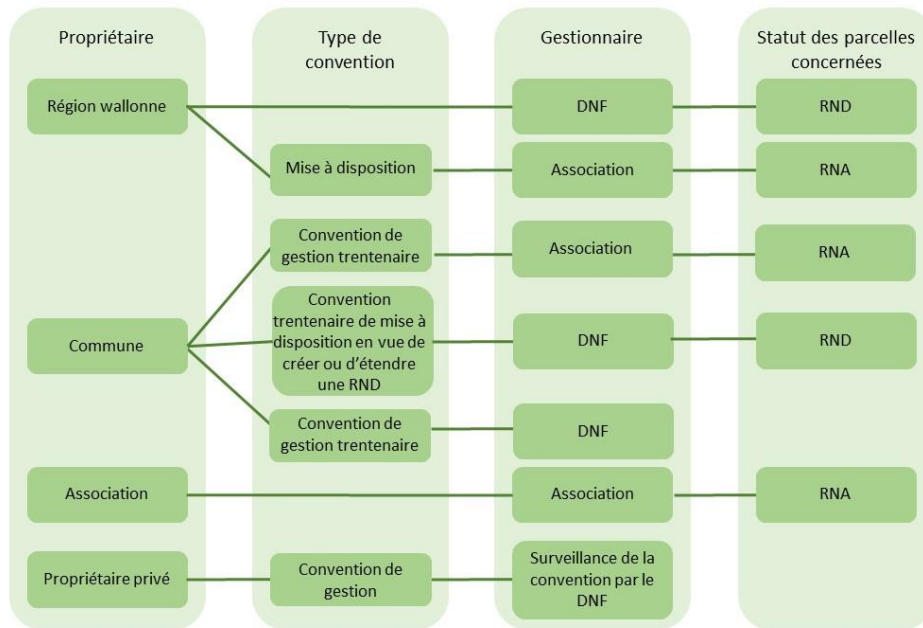 Propriétaire
Type de
convention
Gestionnaire
Statut des parcelles
concernées
Région wallonne
DNF
RND
Mise à disposition
Association
RNA
Commune
Convention de
gestion trentenaire
Association
RNA
Convention
trentenaire de mise à
disposition en vue de
créer ou d'étendre
une RND
DNF
RND
Convention de
gestion trentenaire
DNF
Association
Association
RNA
Propriétaire privé
Convention de
gestion
Surveillance de la
convention par le
DNF